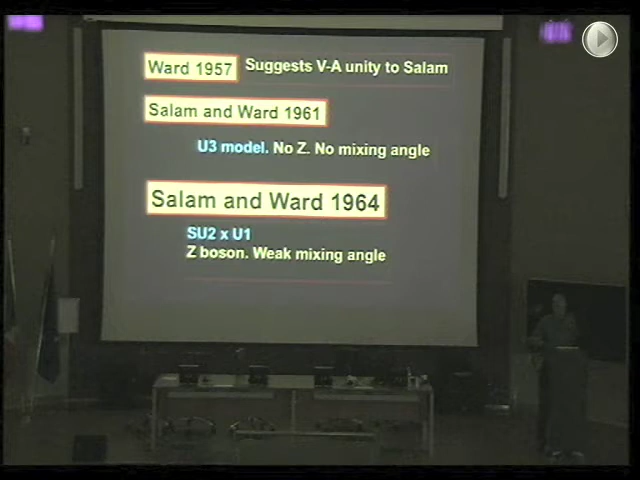 Ward 1957 Suggests V-A unity to Salam
Salam and Ward 1961
U3 model. No Z. No mixing angle
Salam and Ward 1964
SU2 x U1
Z boson. Weak mixing angle